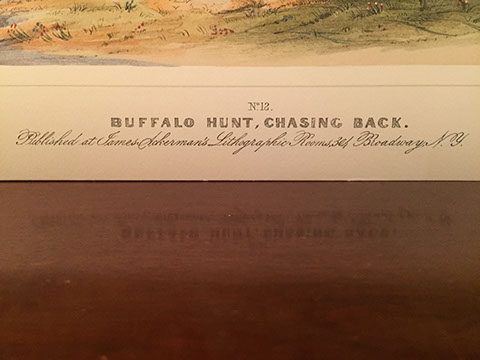 No. 12.
BUFFALO HUNT, CHASING BACK.
Published at James Ackerman's Lithographic Rooms, 304 Broadway, N. Y.